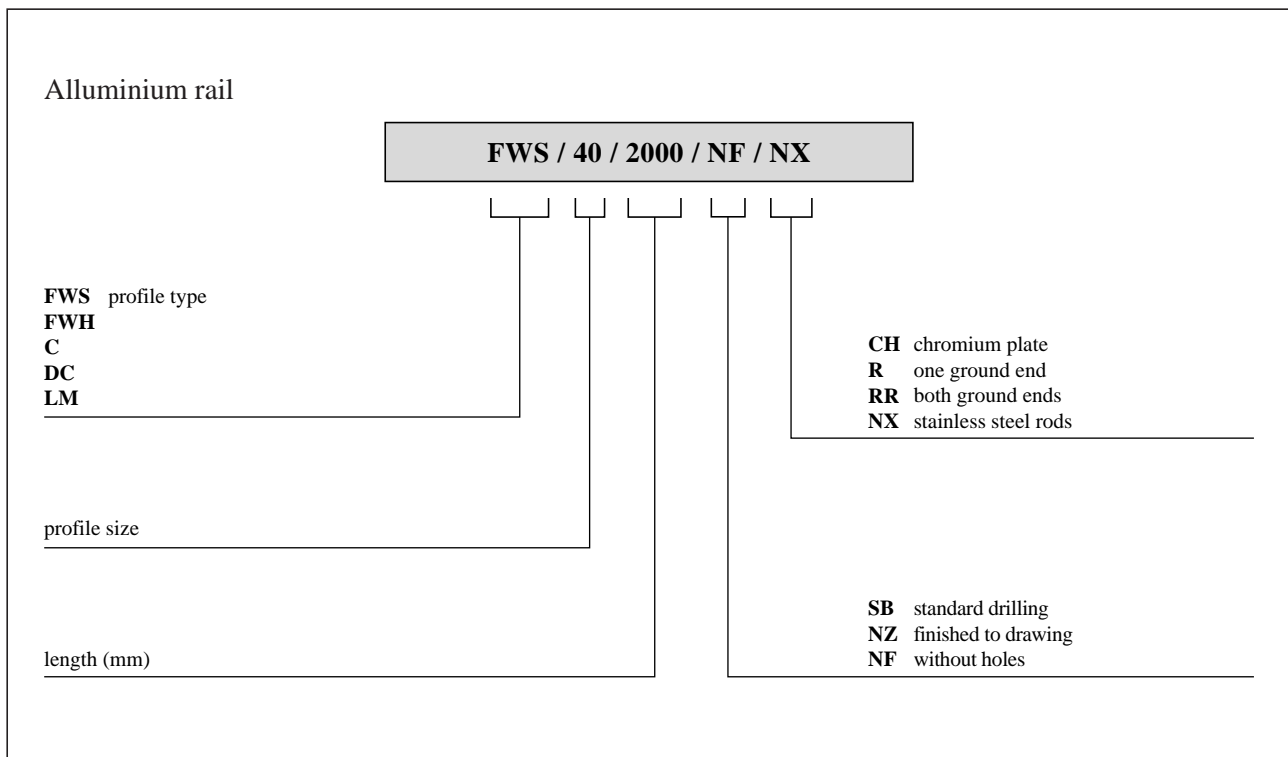 Alluminium rail
FWS / 40 / 2000 / NF / NX
FWS profile type
FWH
C
DC
LM
CH chromium plate
R one ground end
RR both ground ends
NX stainless steel rods
profile size
SB standard drilling
NZ finished to drawing
NF without holes
length (mm)